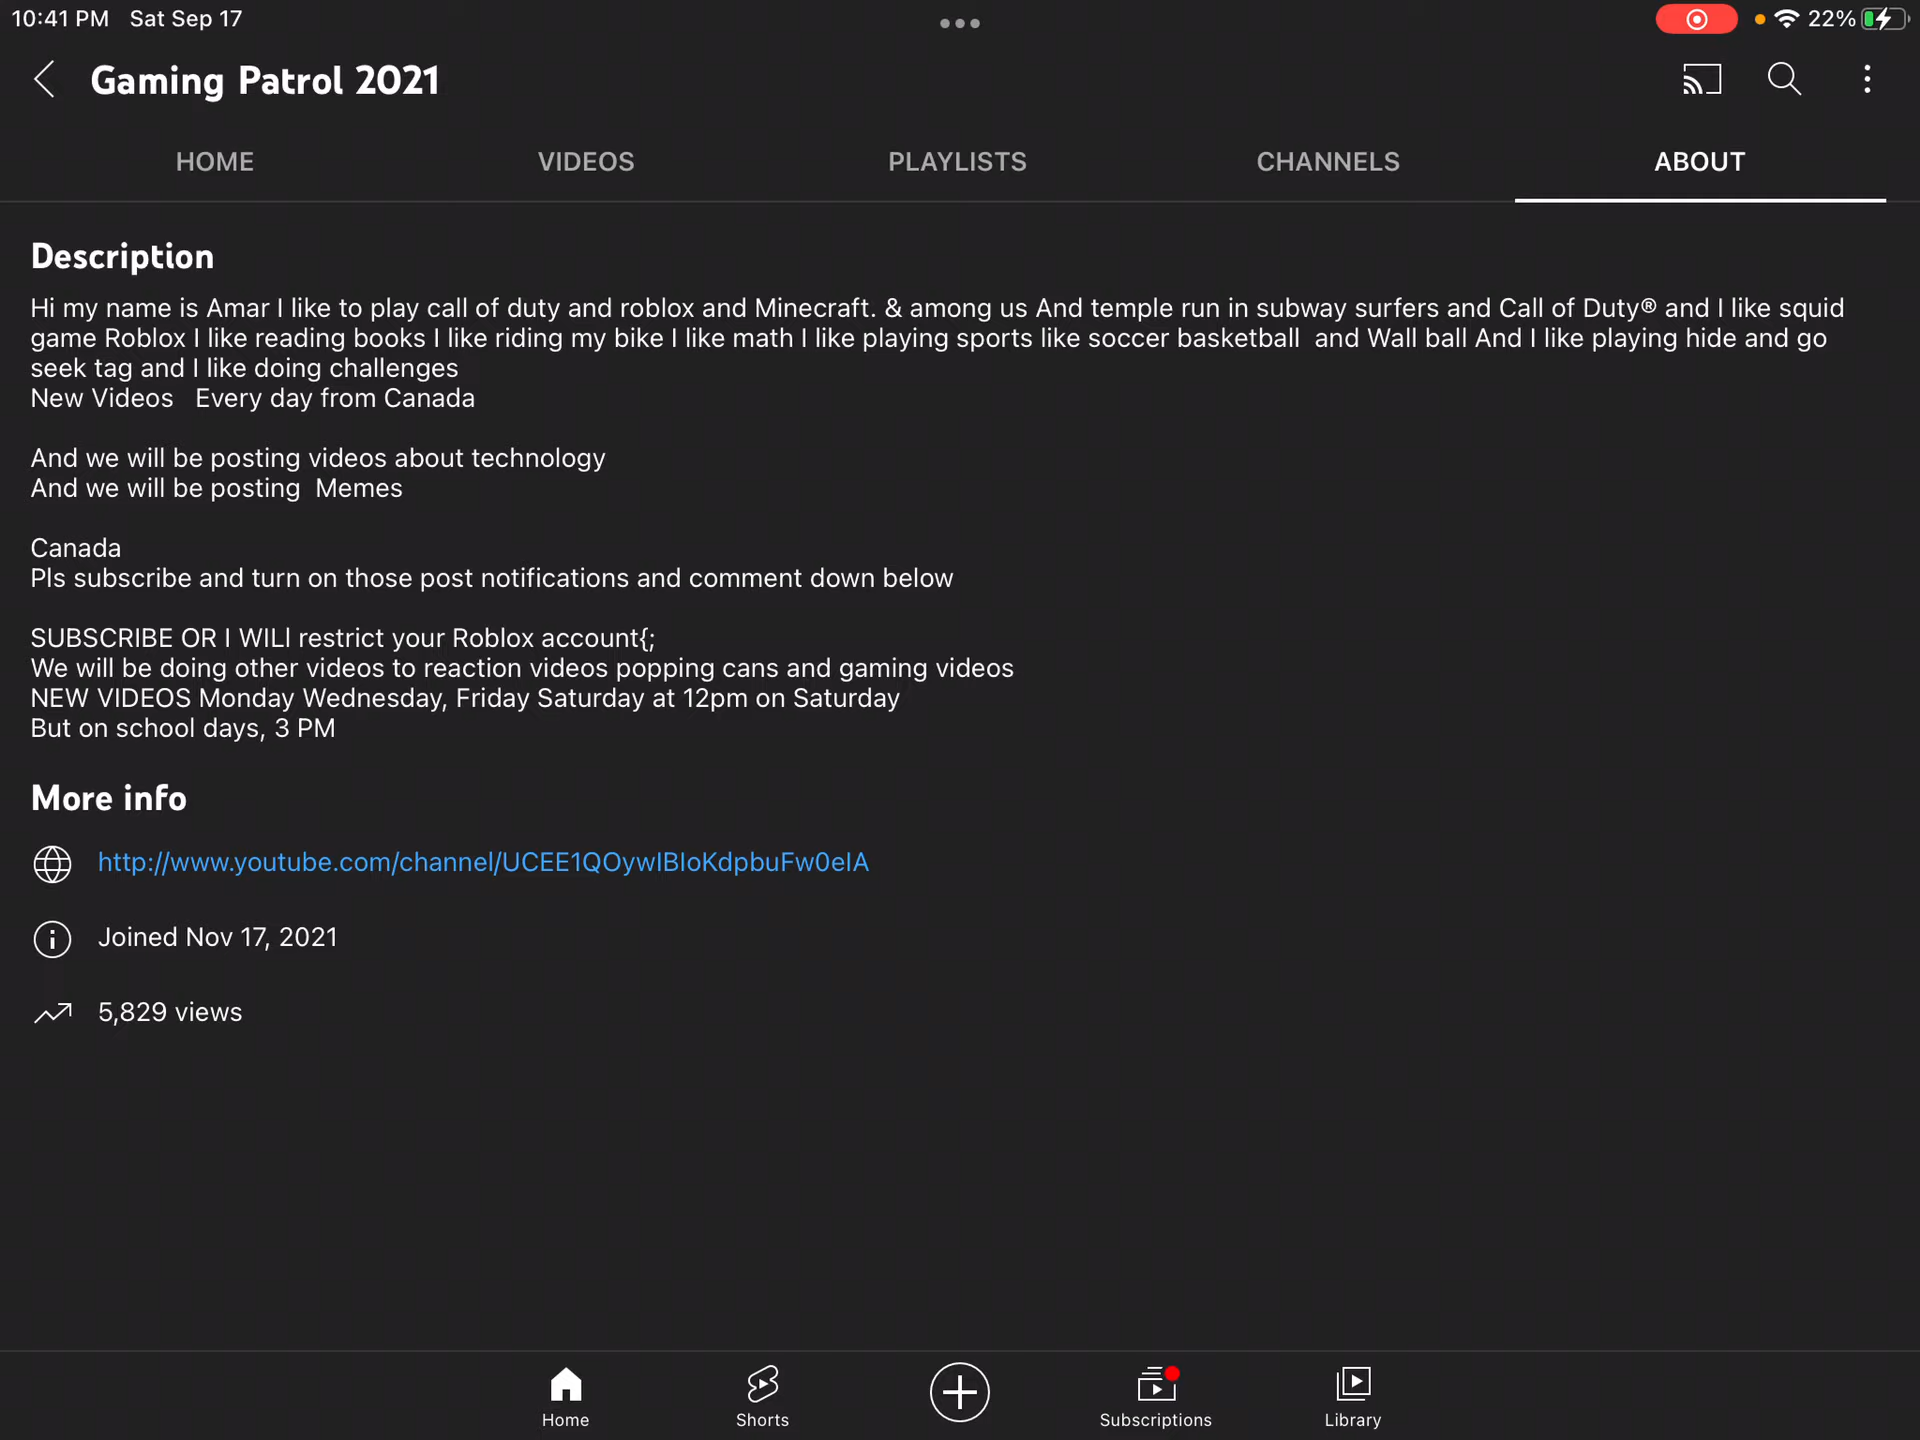 10:41 PM Sat Sep 17
22%
Gaming Patrol 2021
HOME VIDEOS PLAYLISTS CHANNELS ABOUT
Description
Hi my name is Amar I like to play call of duty and roblox and Minecraft. & among us And temple run in subway surfers and Call of Duty® and I like squid
game Roblox I like reading books I like riding my bike I like math I like playing sports like soccer basketball  and Wall ball And I like playing hide and go
seek tag and I like doing challenges
New Videos   Every day from Canada
And we will be posting videos about technology
And we will be posting  Memes
Canada
Pls subscribe and turn on those post notifications and comment down below
SUBSCRIBE OR I WILl restrict your Roblox account{;
We will be doing other videos to reaction videos popping cans and gaming videos
NEW VIDEOS Monday Wednesday, Friday Saturday at 12pm on Saturday
But on school days, 3 PM
More info
http://www.youtube.com/channel/UCEE1QOywIBIoKdpbuFw0eIA
Joined Nov 17, 2021
5,829 views
Home Shorts Subscriptions Library